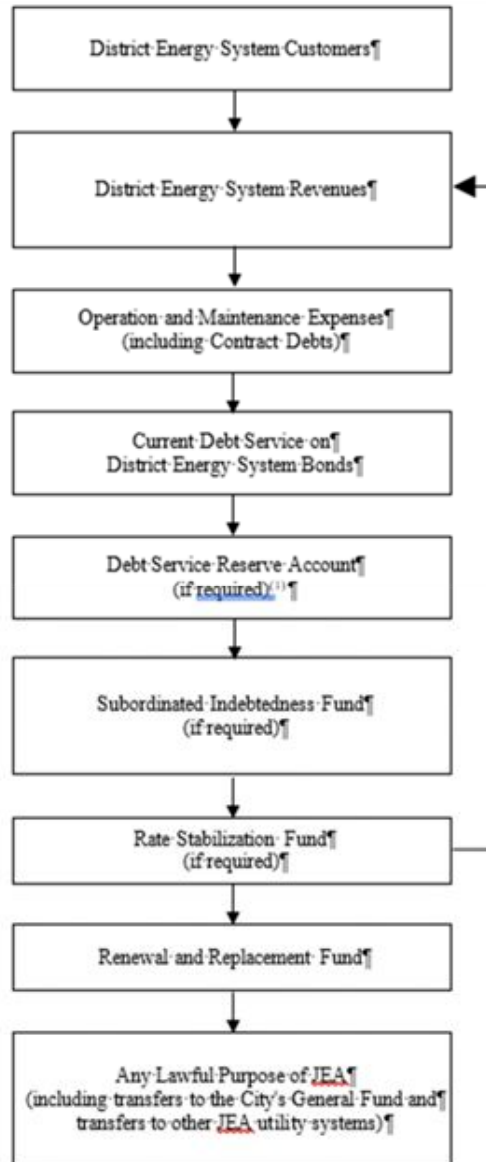 District Energy System Customers¶
District Energy System Revenues¶
Operation and Maintenance Expenses¶
(including Contract Debts)¶
Current Debt Service on¶
District Energy System Bonds¶
Debt Service Reserve Account¶
(if required)⁽¹⁾¶
Subordinated Indebtedness Fund¶
(if required)¶
Rate Stabilization Fund¶
(if required)¶
Renewal and Replacement Fund¶
Any Lawful Purpose of JEA¶
(including transfers to the City's General Fund and¶
transfers to other JEA utility systems)¶